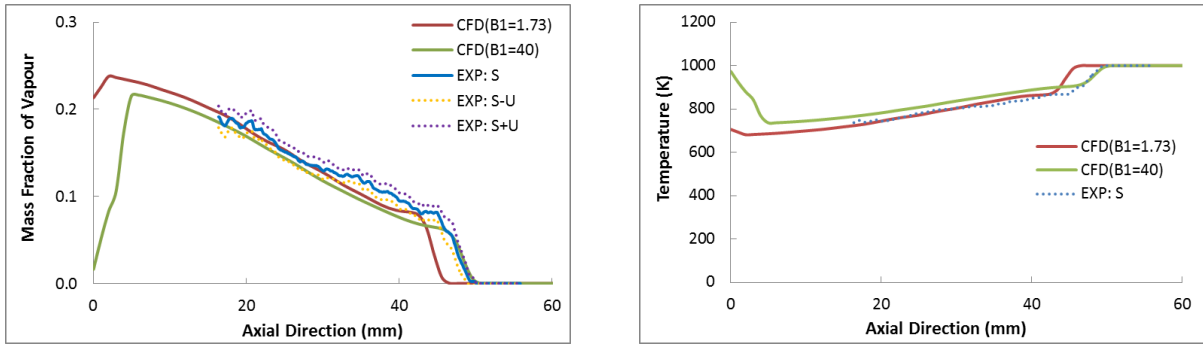 0.3
0.2
0.1
0.0
Mass Fraction of Vapour
CFD(B1=1.73)
CFD(B1=40)
EXP: S
EXP: S-U
EXP: S+U
0 20 40 60
Axial Direction (mm)
1200
1000
800
600
400
200
0
Temperature (K)
CFD(B1=1.73)
CFD(B1=40)
EXP: S
0 20 40 60
Axial Direction (mm)